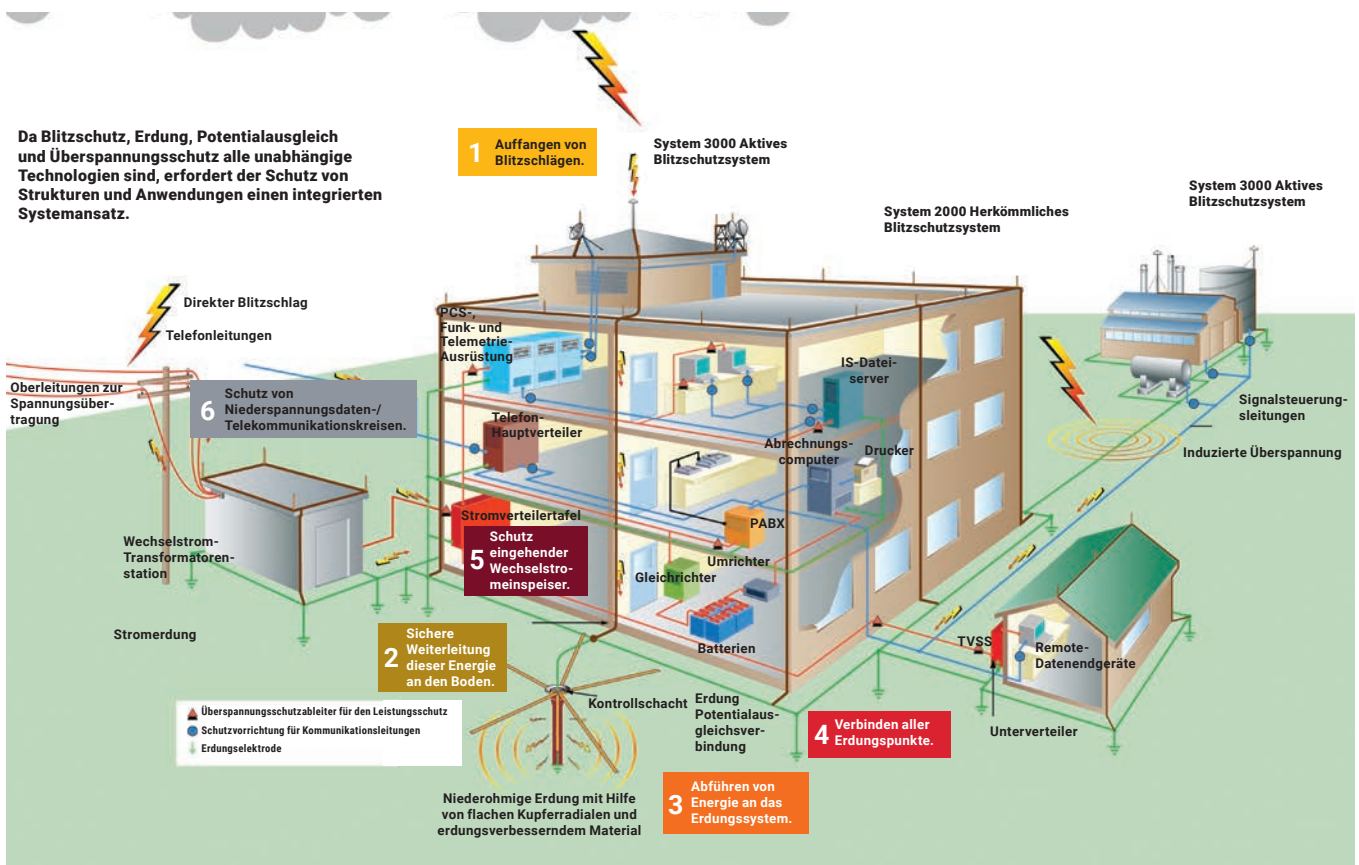 Da Blitzschutz, Erdung, Potentialausgleich
und Überspannungsschutz alle unabhängige
Technologien sind, erfordert der Schutz von
Strukturen und Anwendungen einen integrierten
Systemansatz.
1
Auffangen von
Blitzschlägen.
System 3000 Aktives
Blitzschutzsystem
System 2000 Herkömmliches
Blitzschutzsystem
System 3000 Aktives
Blitzschutzsystem
Direkter Blitzschlag
Telefonleitungen
Oberleitungen zur
Spannungsüber-
tragung
6
Schutz von
Niederspannungsdaten-/
Telekommunikationskreisen.
PCS-,
Funk- und
Telemetrie-
Ausrüstung
IS-Datei-
server
Telefon-
Hauptverteiler
Abrechnungs-
computer
Drucker
Signalsteuerung-
sleitungen
Induzierte Überspannung
Stromverteilertafel
5
Schutz
eingehender
Wechselstro-
meinspeiser.
PABX
Umrichter
Gleichrichter
Batterien
Wechselstrom-
Transformatoren-
station
Stromerdung
2
Sichere
Weiterleitung
dieser Energie
an den Boden.
TVSS
Remote-
Datenendgeräte
Unterverteiler
Kontrollschacht
Erdung
Potentialaus-
gleichsver-
bindung
4
Verbinden aller
Erdungspunkte.
Überspannungsschutzableiter für den Leistungsschutz
Schutzvorrichtung für Kommunikationsleitungen
Erdungselektrode
3
Abführen von
Energie an das
Erdungssystem.
Niederohmige Erdung mit Hilfe
von flachen Kupferradialen und
erdungsverbesserndem Material